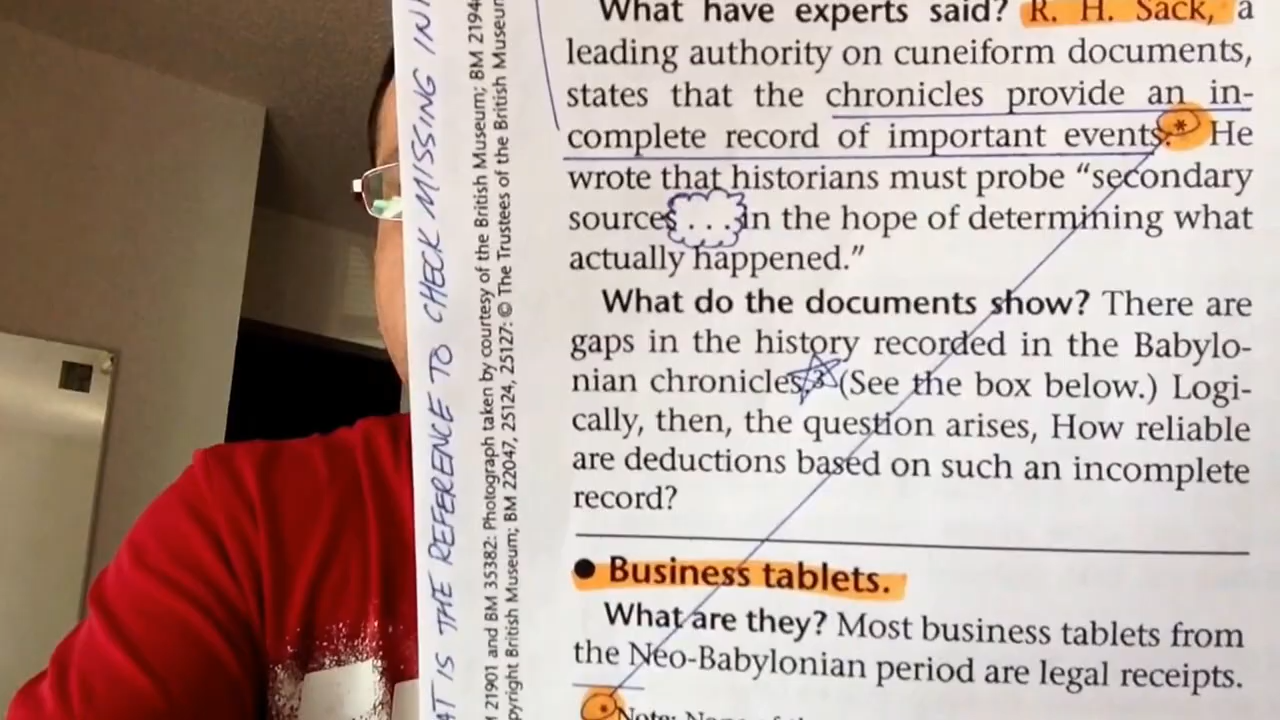 AT IS THE REFERENCE TO CHECK MISSING
21901 and BM 35382: Photograph taken by courtesy of the British Museum; BM 2194
pyright British Museum; BM 22047, 25124, 25127: © The Trustees of the British Museum
What have experts said? R. H. Sack, a
leading authority on cuneiform documents,
states that the chronicles provide an in-
complete record of important events.* He
wrote that historians must probe “secondary
sources . . . in the hope of determining what
actually happened.”
What do the documents show? There are
gaps in the history recorded in the Babylo-
nian chronicles.3 (See the box below.) Logi-
cally, then, the question arises, How reliable
are deductions based on such an incomplete
record?
● Business tablets.
What are they? Most business tablets from
the Neo-Babylonian period are legal receipts.
* Note: None of the